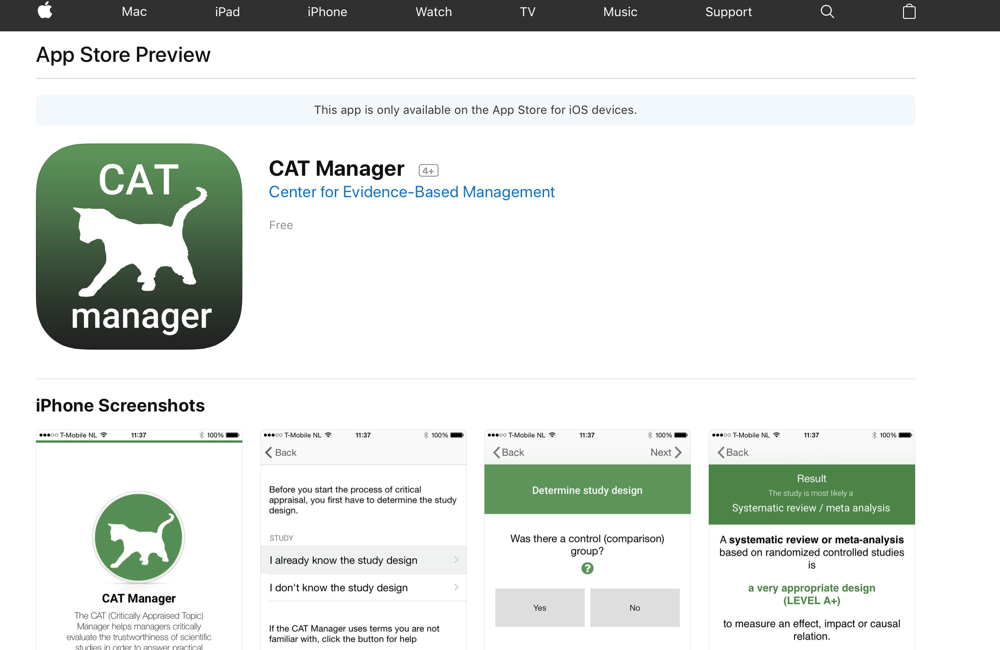 Mac iPad iPhone Watch TV Music Support
App Store Preview
This app is only available on the App Store for iOS devices.
CAT
manager
CAT Manager 4+
Center for Evidence-Based Management
Free
iPhone Screenshots
T-Mobile NL 11:37 100%
CAT Manager
The CAT (Critically Appraised Topic)
Manager helps managers critically
evaluate the trustworthiness of scientific
studies in order to answer practical
T-Mobile NL 11:37 100%
Back
Before you start the process of critical
appraisal, you first have to determine the study
design.
STUDY
I already know the study design
I don't know the study design
If the CAT Manager uses terms you are not
familiar with, click the button for help
T-Mobile NL 11:37 100%
Back Next
Determine study design
Was there a control (comparison)
group?
?
Yes No
T-Mobile NL 11:37 100%
Back
Result
The study is most likely a
Systematic review / meta analysis
A systematic review or meta-analysis
based on randomized controlled studies
is
a very appropriate design
(LEVEL A+)
to measure an effect, impact or causal
relation.